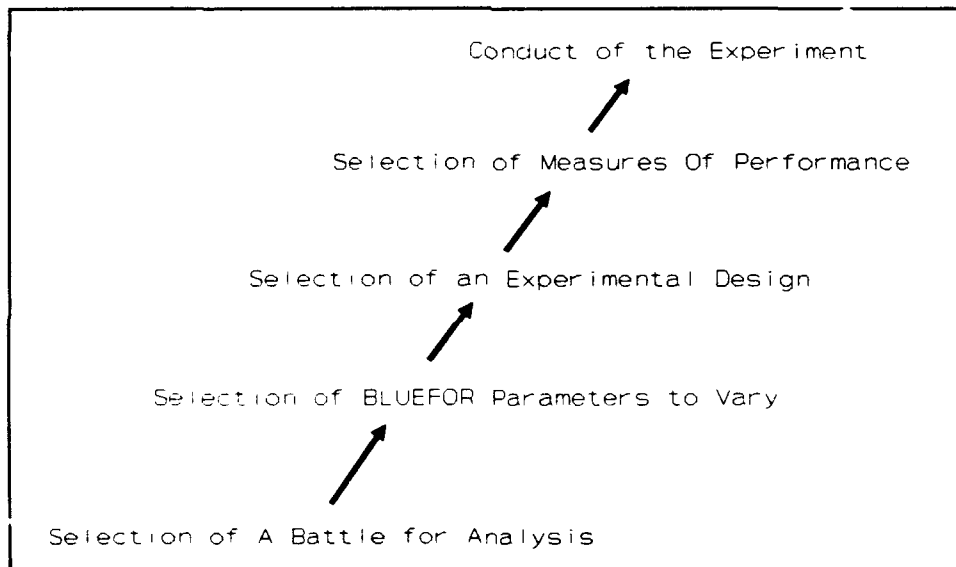 Conduct of the Experiment
Selection of Measures Of Performance
Selection of an Experimental Design
Selection of BLUEFOR Parameters to Vary
Selection of A Battle for Analysis